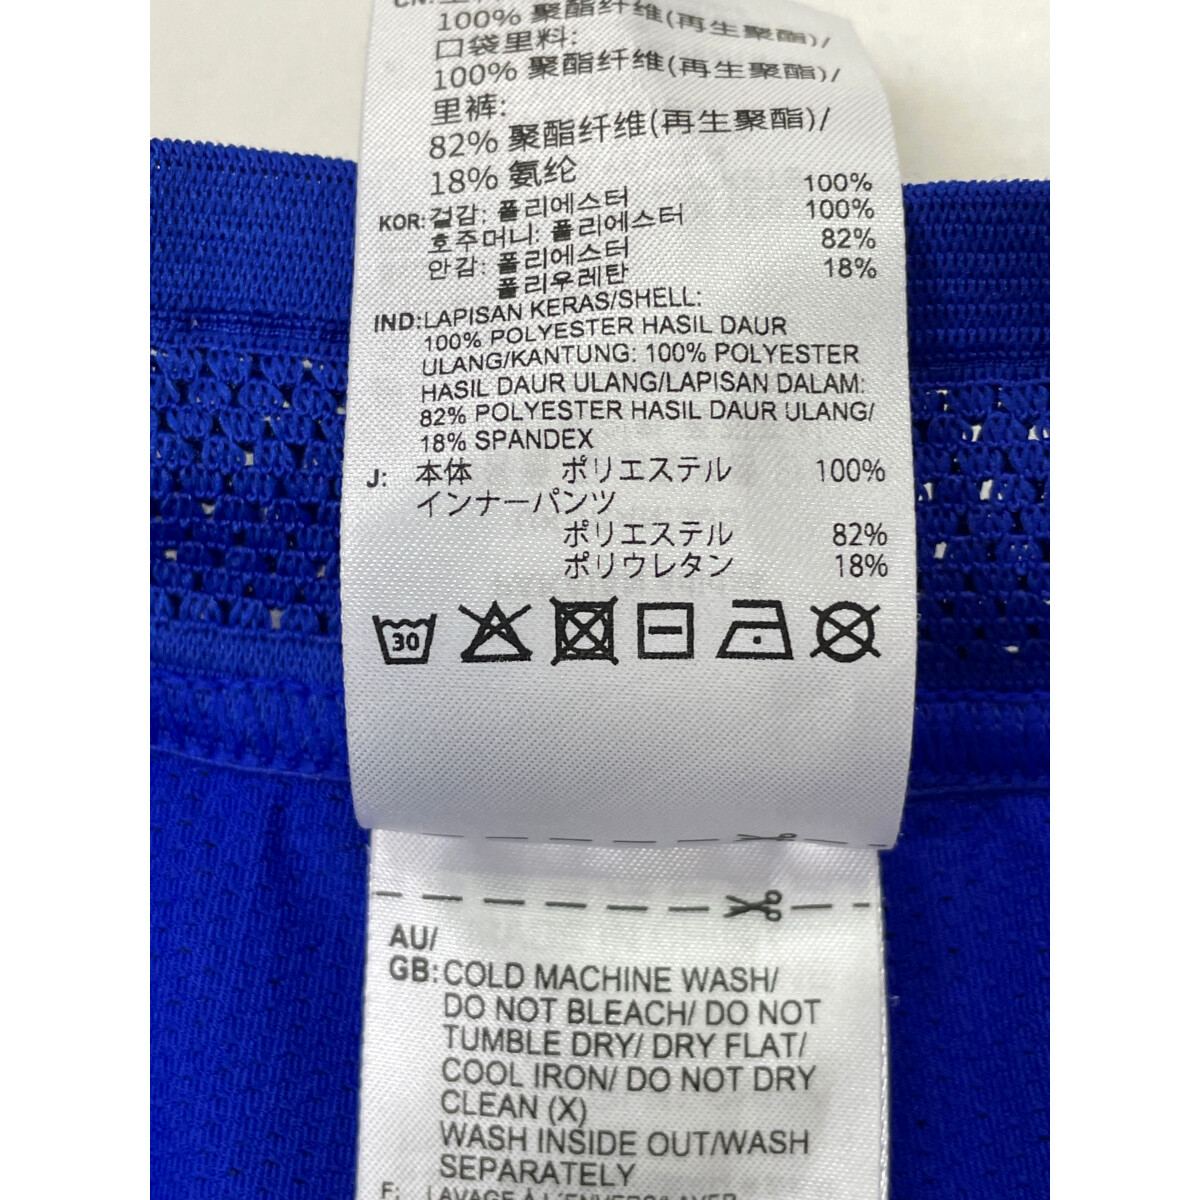 CN:
100% 聚酯纤维(再生聚酯)/
口袋里料:
100% 聚酯纤维(再生聚酯)/
里裤:
82% 聚酯纤维(再生聚酯)/
18% 氨纶
KOR: 겉감: 폴리에스터 100%
호주머니: 폴리에스터 100%
안감: 폴리에스터 82%
폴리우레탄 18%
IND: LAPISAN KERAS/SHELL:
100% POLYESTER HASIL DAUR
ULANG/KANTUNG: 100% POLYESTER
HASIL DAUR ULANG/LAPISAN DALAM:
82% POLYESTER HASIL DAUR ULANG/
18% SPANDEX
J: 本体 ポリエステル 100%
インナーパンツ
ポリエステル 82%
ポリウレタン 18%
30
AU/
GB: COLD MACHINE WASH/
DO NOT BLEACH/ DO NOT
TUMBLE DRY/ DRY FLAT/
COOL IRON/ DO NOT DRY
CLEAN (X)
WASH INSIDE OUT/WASH
SEPARATELY
F: LAVAGE À L'ENVERS/LAVER